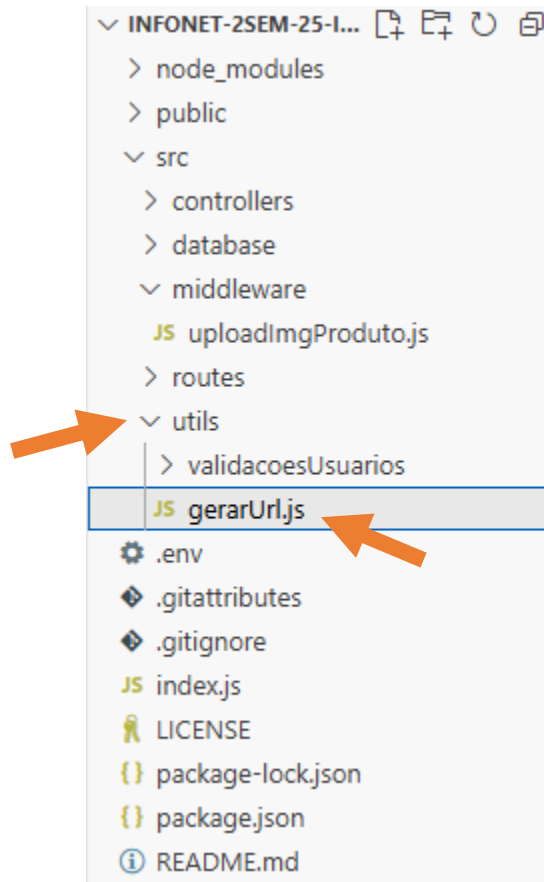 INFONET-2SEM-25-I...
node_modules
public
src
controllers
database
middleware
JS uploadImgProduto.js
routes
utils
validacoesUsuarios
JS gerarUrl.js
.env
.gitattributes
.gitignore
JS index.js
LICENSE
{} package-lock.json
{} package.json
README.md